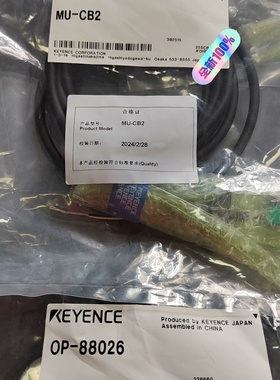 MU-CB2
KEYENCE CORPORATION
全新100%
合格证
产品型号:
Product Model
MU-CB2
检验日期:
2024/2/28
本产品经检验符合标准要求(Quality)
KEYENCE
Produced by KEYENCE JAPAN
Assembled in CHINA
OP-88026